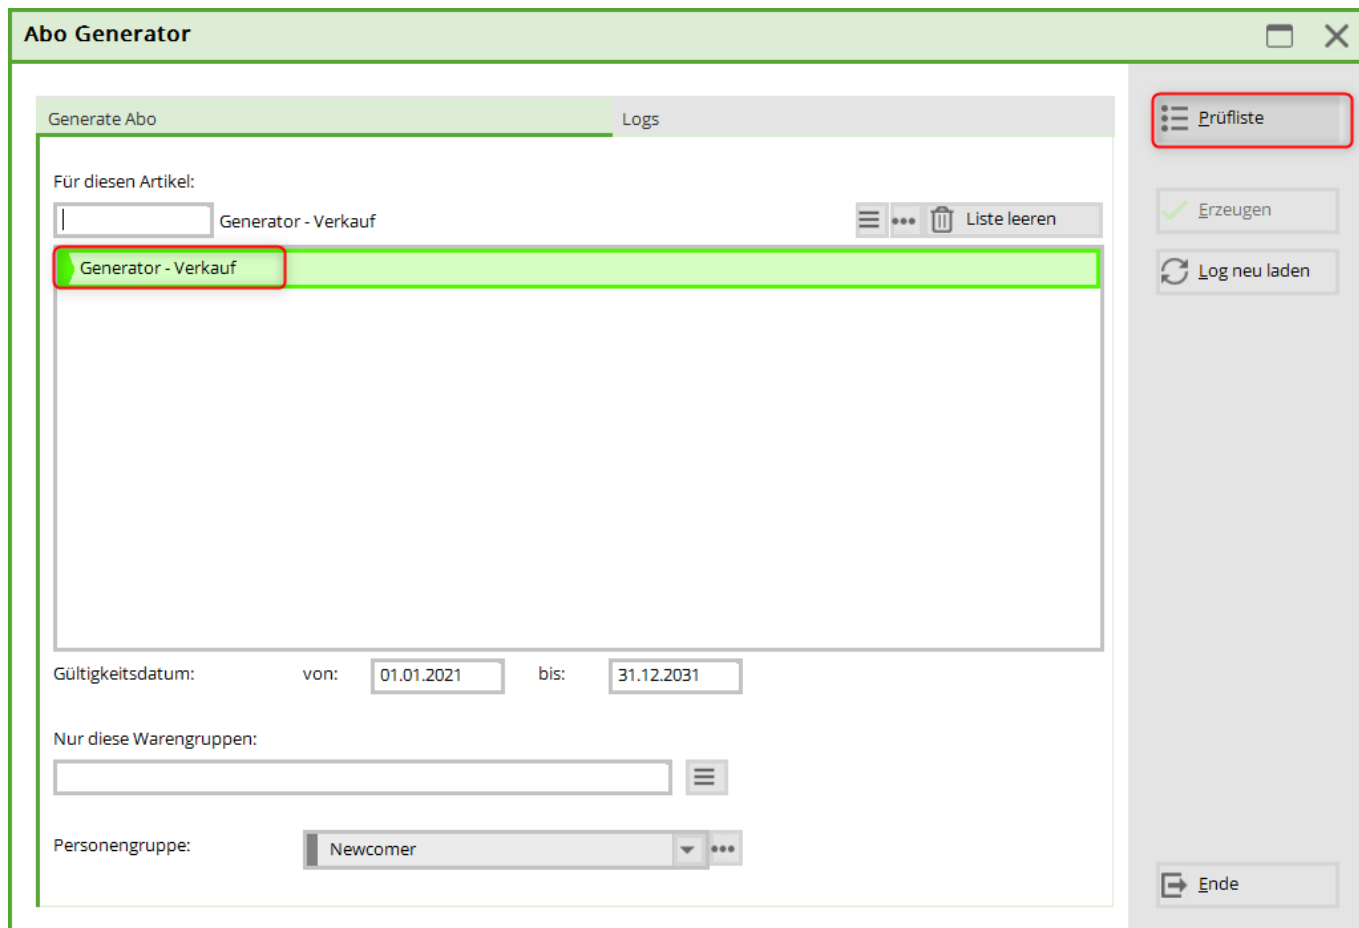 Abo Generator
Generate Abo
Logs
Prüfliste
Für diesen Artikel:
Generator - Verkauf
Liste leeren
Erzeugen
Generator - Verkauf
Log neu laden
Gültigkeitsdatum: von: 01.01.2021 bis: 31.12.2031
Nur diese Warengruppen:
Personengruppe: Newcomer
Ende